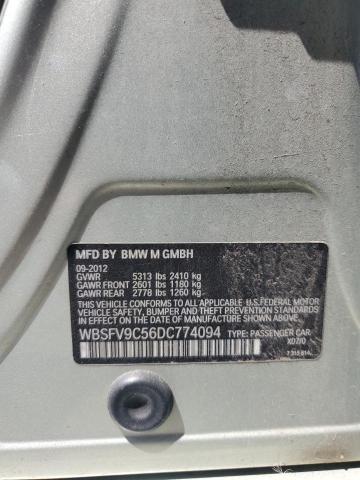 MFD BY BMW M GMBH
09-2012
GVWR 5313 lbs 2410 kg
GAWR FRONT 2601 lbs 1180 kg
GAWR REAR 2778 lbs 1260 kg
THIS VEHICLE CONFORMS TO ALL APPLICABLE
U.S. FEDERAL MOTOR
VEHICLE SAFETY, BUMPER AND THEFT PREVENTION
STANDARDS IN EFFECT ON THE DATE OF
MANUFACTURE SHOWN ABOVE.
WBSFV9C56DC774094 TYPE: PASSENGER CAR